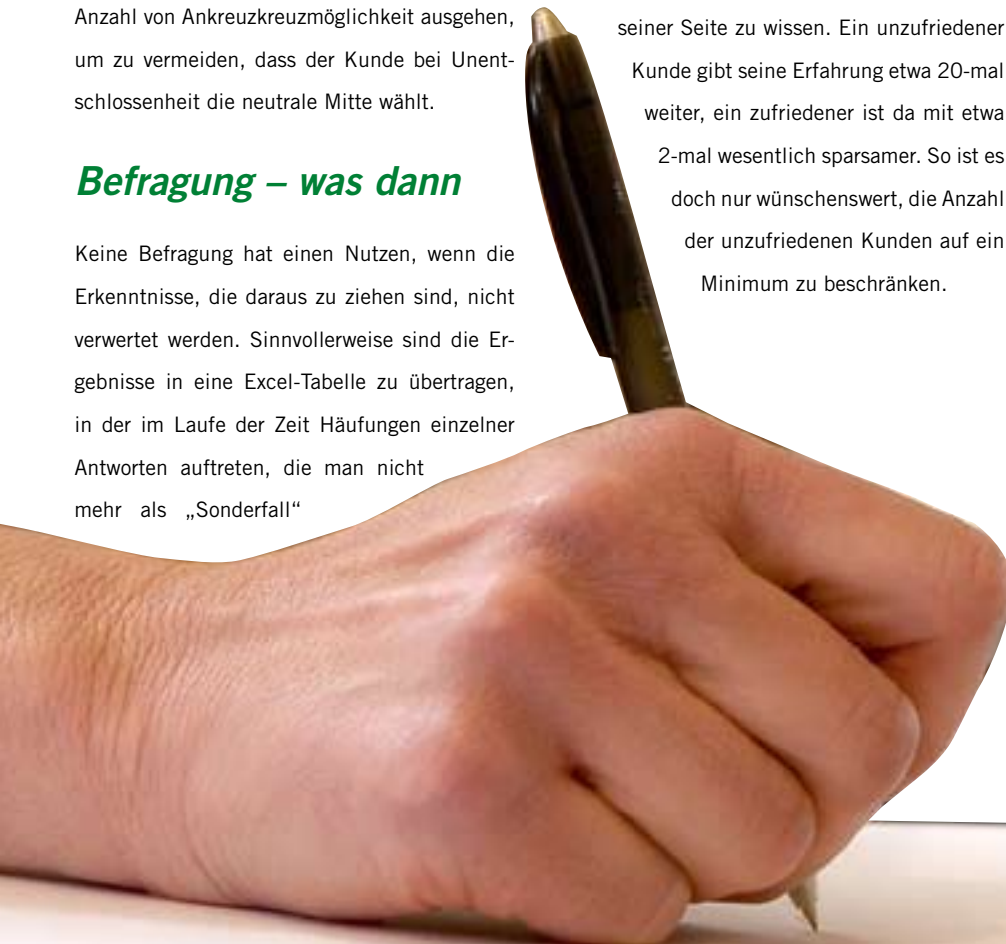 Anzahl von Ankreuzkreuzmöglichkeit ausgehen,
um zu vermeiden, dass der Kunde bei Unent-
schlossenheit die neutrale Mitte wählt.
Befragung – was dann
Keine Befragung hat einen Nutzen, wenn die
Erkenntnisse, die daraus zu ziehen sind, nicht
verwertet werden. Sinnvollerweise sind die Er-
gebnisse in eine Excel-Tabelle zu übertragen,
in der im Laufe der Zeit Häufungen einzelner
Antworten auftreten, die man nicht
mehr als „Sonderfall“
seiner Seite zu wissen. Ein unzufriedener
Kunde gibt seine Erfahrung etwa 20-mal
weiter, ein zufriedener ist da mit etwa
2-mal wesentlich sparsamer. So ist es
doch nur wünschenswert, die Anzahl
der unzufriedenen Kunden auf ein
Minimum zu beschränken.